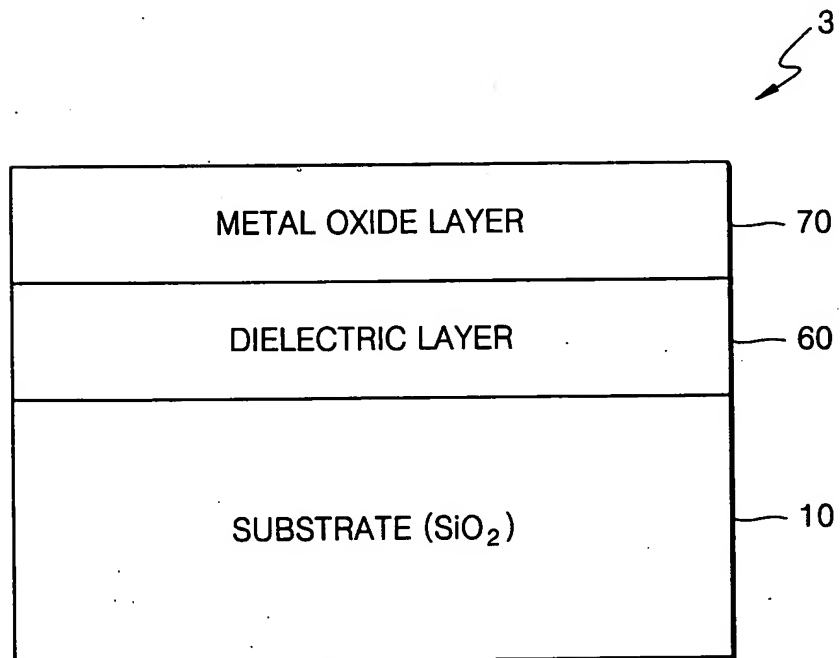 3
METAL OXIDE LAYER 70
DIELECTRIC LAYER 60
SUBSTRATE (SiO₂) 10